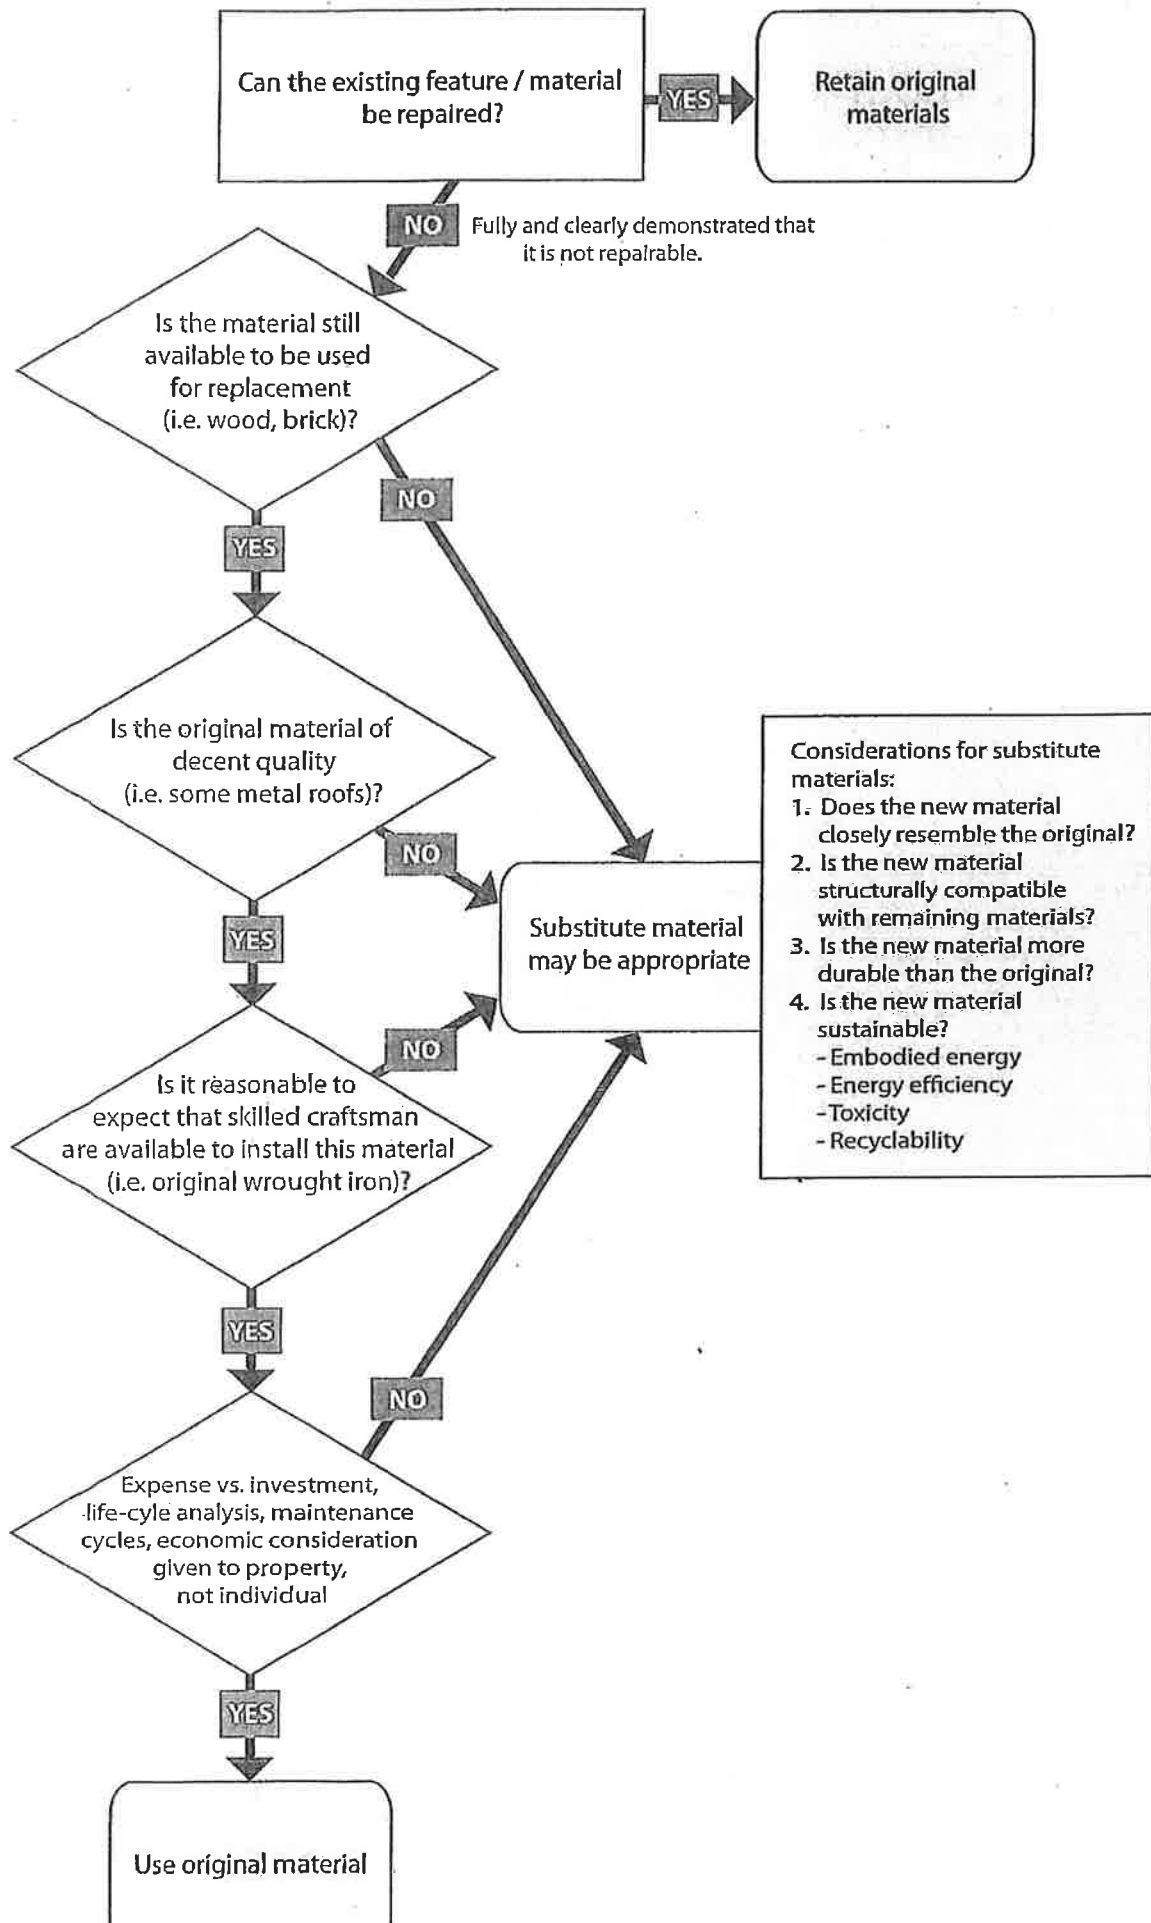 Can the existing feature / material
be repaired?
YES
Retain original
materials
NO
Fully and clearly demonstrated that
it is not repairable.
Is the material still
available to be used
for replacement
(i.e. wood, brick)?
NO
YES
Is the original material of
decent quality
(i.e. some metal roofs)?
NO
YES
Substitute material
may be appropriate
Considerations for substitute
materials:
1. Does the new material
closely resemble the original?
2. Is the new material
structurally compatible
with remaining materials?
3. Is the new material more
durable than the original?
4. Is the new material
sustainable?
- Embodied energy
- Energy efficiency
- Toxicity
- Recyclability
NO
Is it reasonable to
expect that skilled craftsman
are available to install this material
(i.e. original wrought iron)?
YES
NO
Expense vs. investment,
life-cyle analysis, maintenance
cycles, economic consideration
given to property,
not individual
YES
Use original material